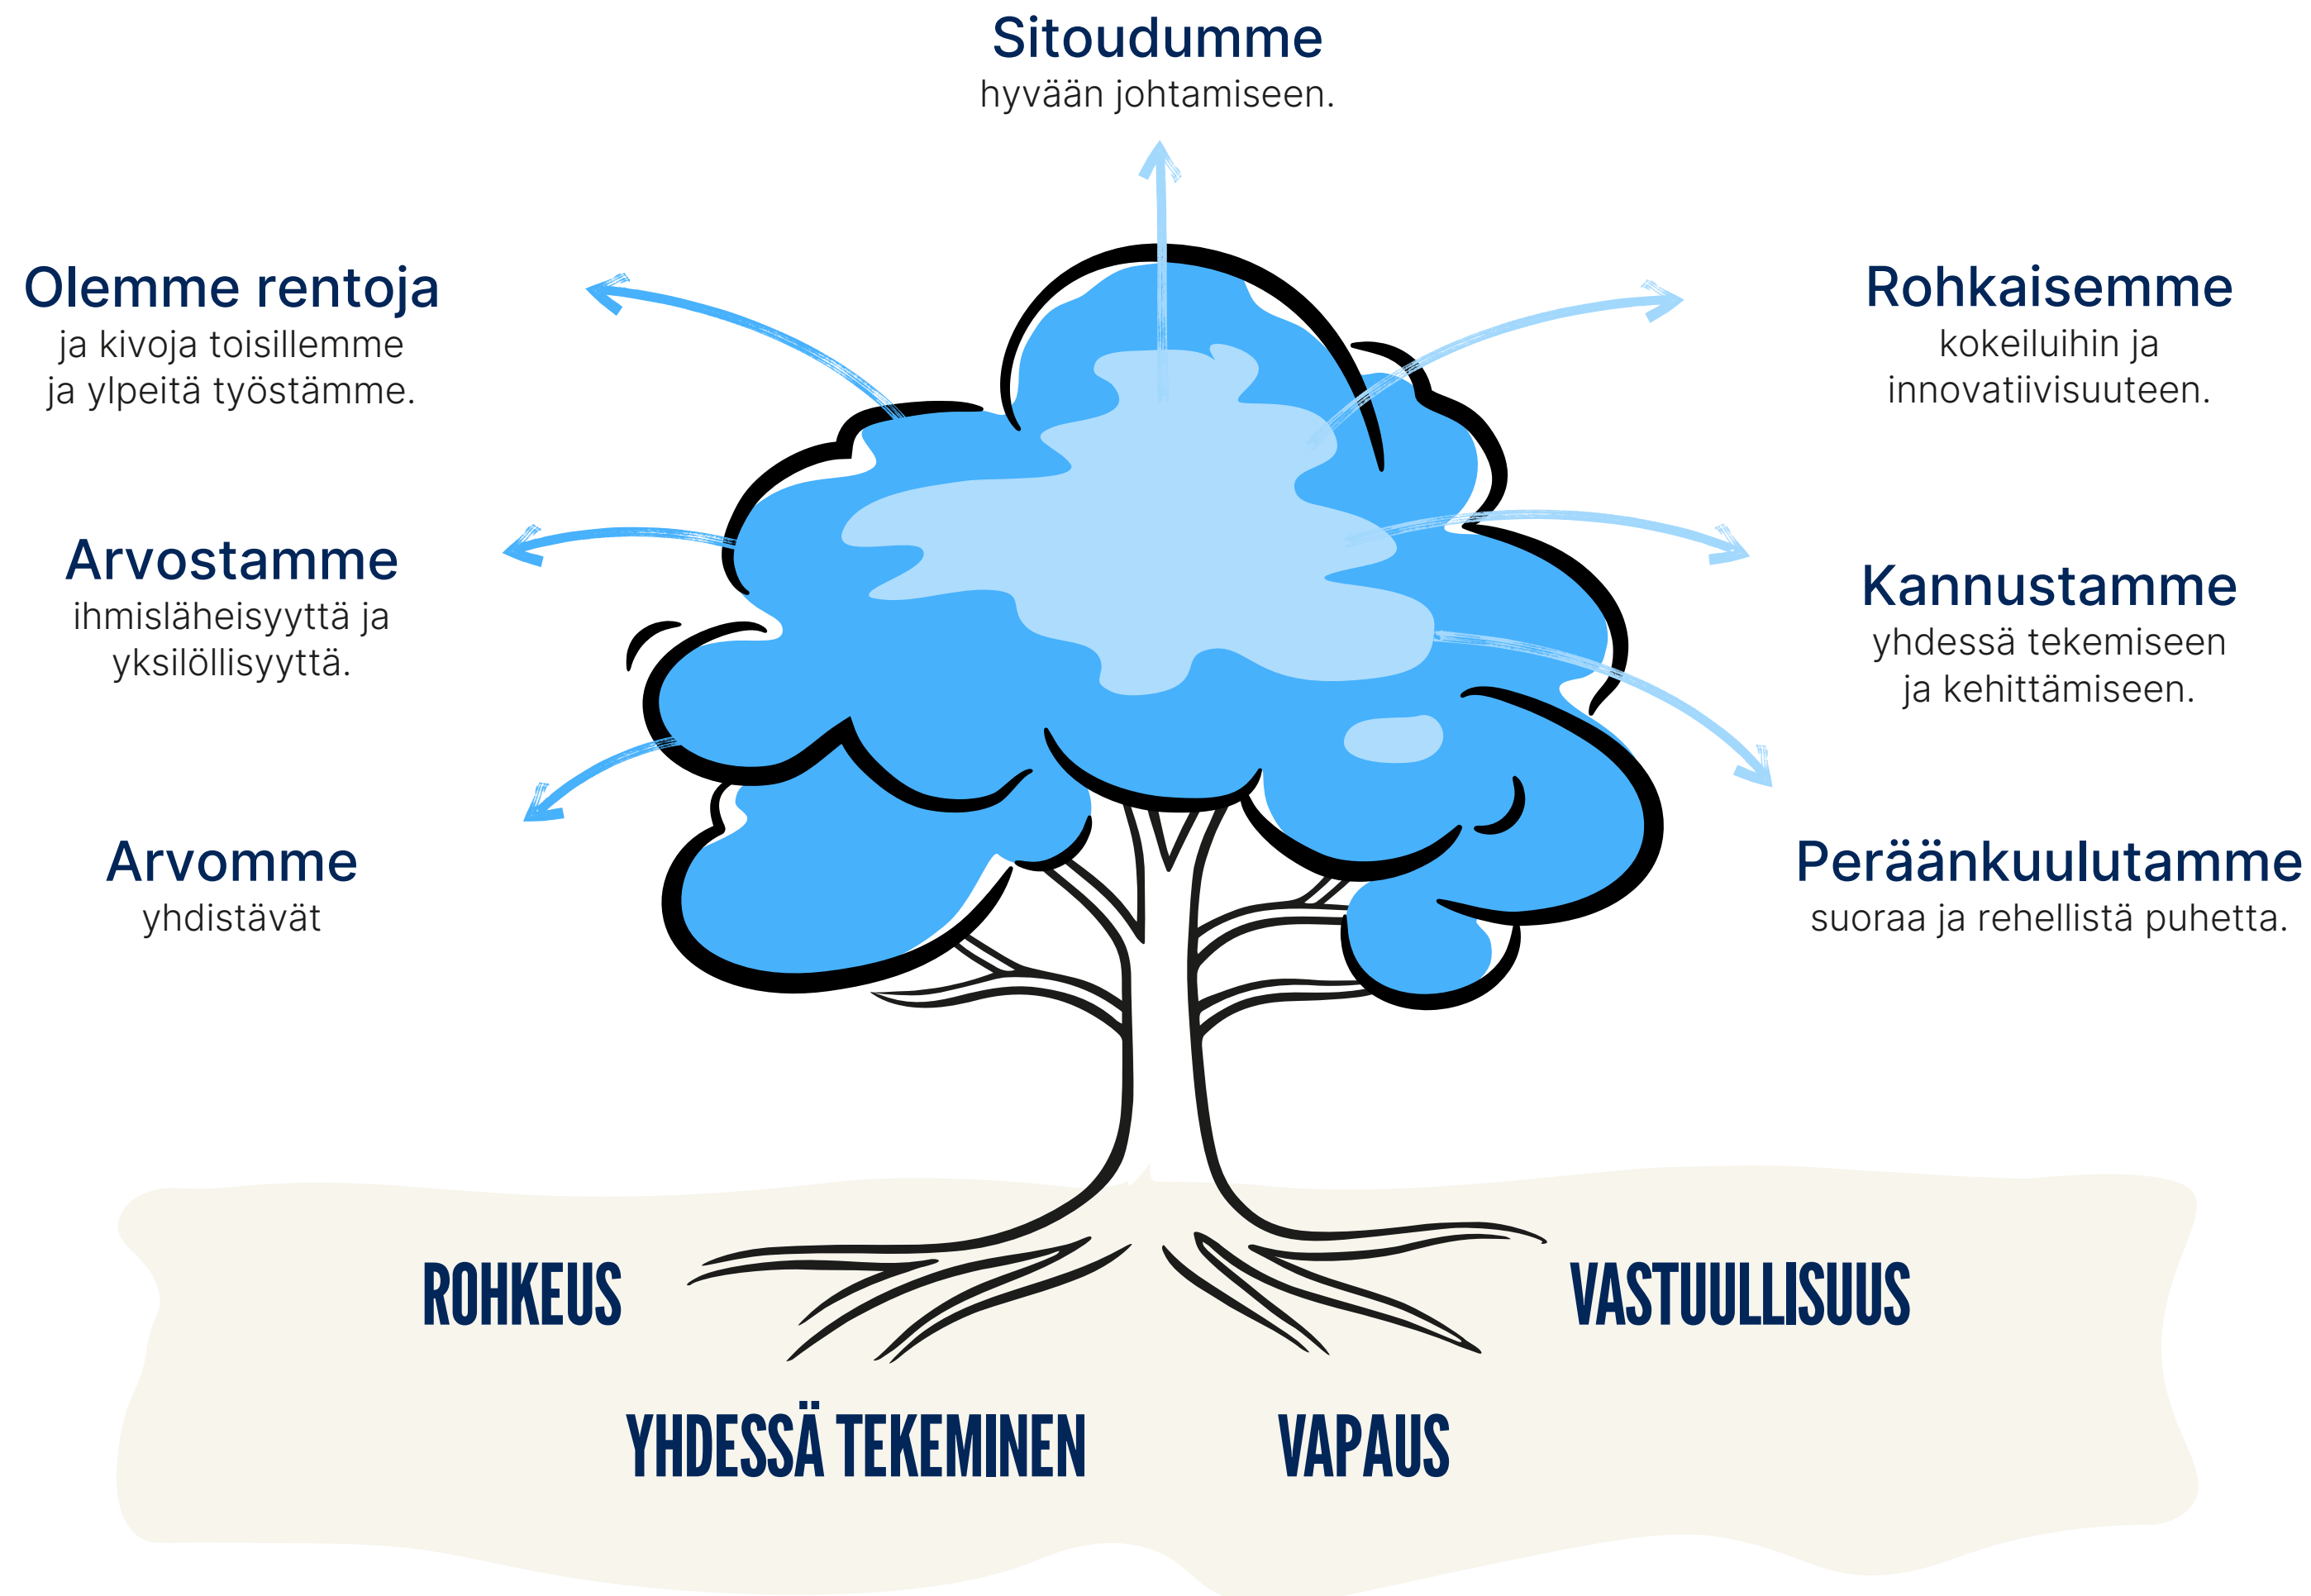 Sitoudumme
hyvään johtamiseen.
Olemme rentoja
ja kivoja toisillemme
ja ylpeitä työstämme.
Arvostamme
ihmisläheisyyttä ja
yksilöllisyyttä.
Arvomme
yhdistävät
Rohkaisemme
kokeiluihin ja
innovatiivisuuteen.
Kannustamme
yhdessä tekemiseen
ja kehittämiseen.
Peräänkuulutamme
suoraa ja rehellistä puhetta.
ROHKEUS
YHDESSÄ TEKEMINEN
VAPAUS
VASTUULLISUUS